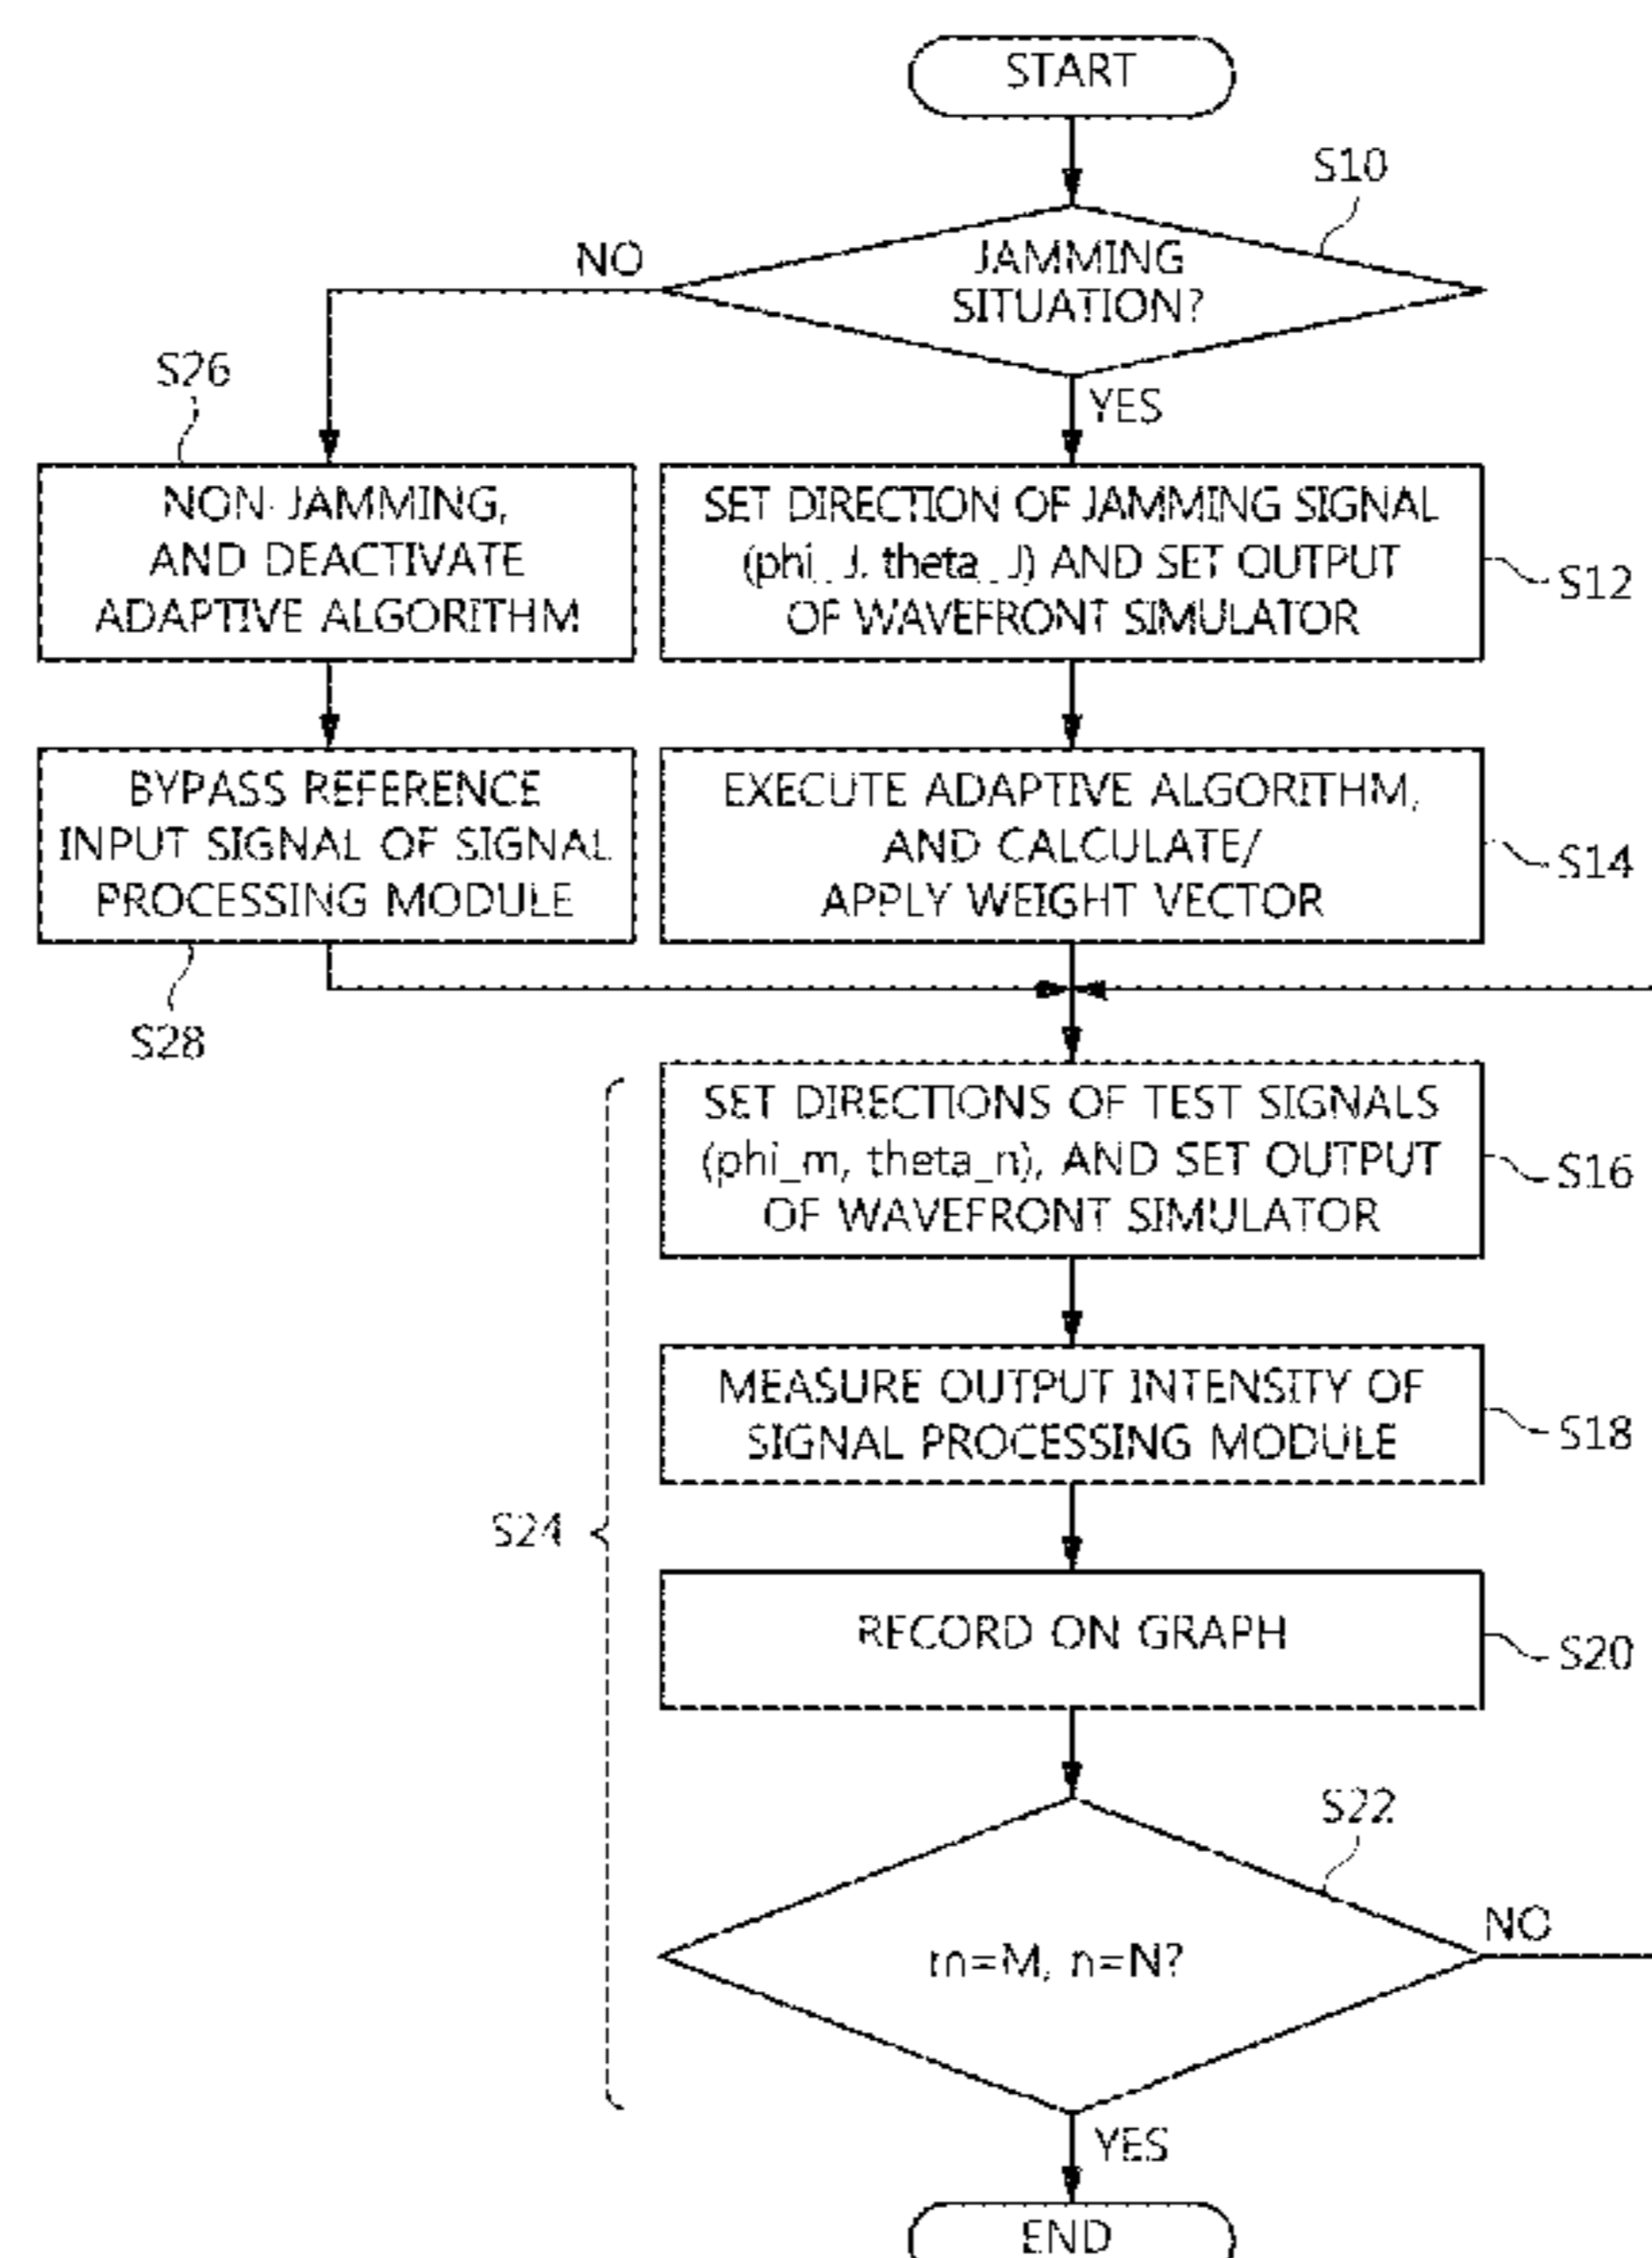 START
S10
JAMMING
SITUATION?
NO
YES
S26
NON-JAMMING,
AND DEACTIVATE
ADAPTIVE ALGORITHM
SET DIRECTION OF JAMMING SIGNAL
(phi_J, theta_J) AND SET OUTPUT
OF WAVEFRONT SIMULATOR
S12
BYPASS REFERENCE
INPUT SIGNAL OF SIGNAL
PROCESSING MODULE
S28
EXECUTE ADAPTIVE ALGORITHM,
AND CALCULATE/
APPLY WEIGHT VECTOR
S14
SET DIRECTIONS OF TEST SIGNALS
(phi_m, theta_n), AND SET OUTPUT
OF WAVEFRONT SIMULATOR
S16
MEASURE OUTPUT INTENSITY OF
SIGNAL PROCESSING MODULE
S18
S24
RECORD ON GRAPH
S20
S22
m=M, n=N?
NO
YES
END